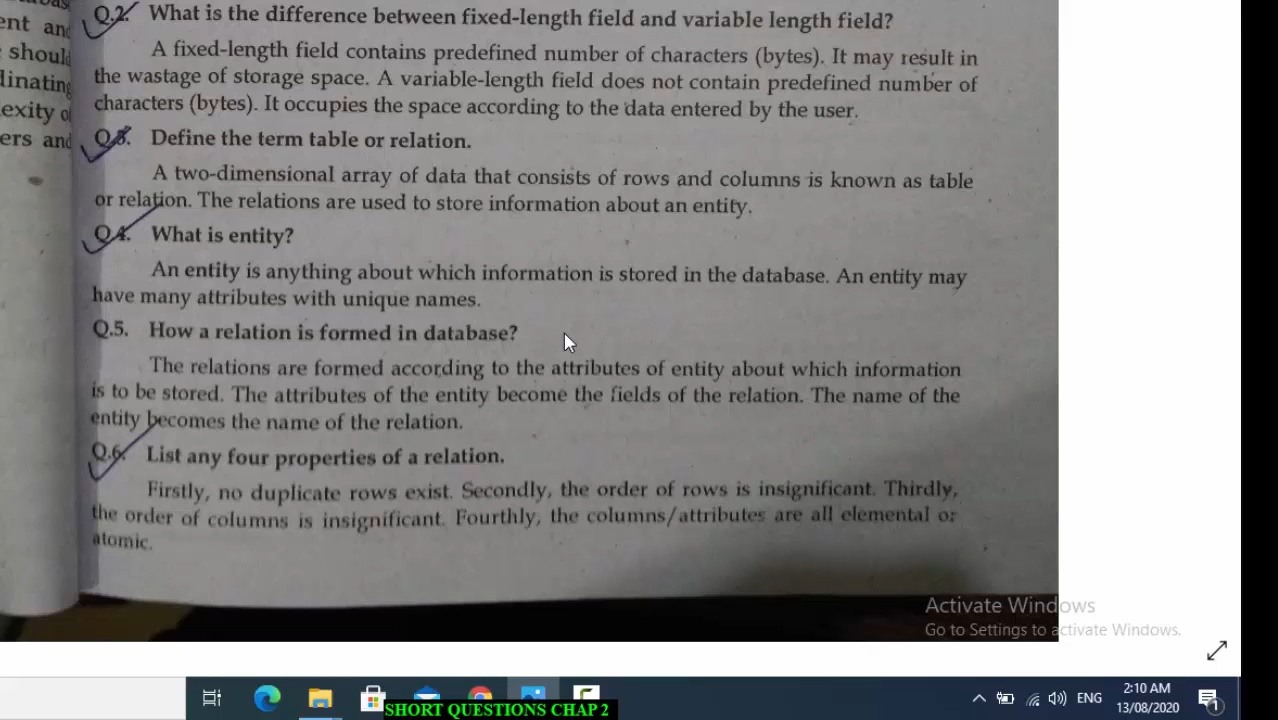 ent and
shoul
linating
exity o
ers and
Q.2. What is the difference between fixed-length field and variable length field?
A fixed-length field contains predefined number of characters (bytes). It may result in
the wastage of storage space. A variable-length field does not contain predefined number of
characters (bytes). It occupies the space according to the data entered by the user.
Q.3. Define the term table or relation.
A two-dimensional array of data that consists of rows and columns is known as table
or relation. The relations are used to store information about an entity.
Q.4. What is entity?
An entity is anything about which information is stored in the database. An entity may
have many attributes with unique names.
Q.5. How a relation is formed in database?
The relations are formed according to the attributes of entity about which information
is to be stored. The attributes of the entity become the fields of the relation. The name of the
entity becomes the name of the relation.
Q.6. List any four properties of a relation.
Firstly, no duplicate rows exist. Secondly, the order of rows is insignificant. Thirdly,
the order of columns is insignificant. Fourthly, the columns/attributes are all elemental or
atomic.
Activate Windows
Go to Settings to activate Windows.
ENG
2:10 AM
13/08/2020
1
SHORT QUESTIONS CHAP 2